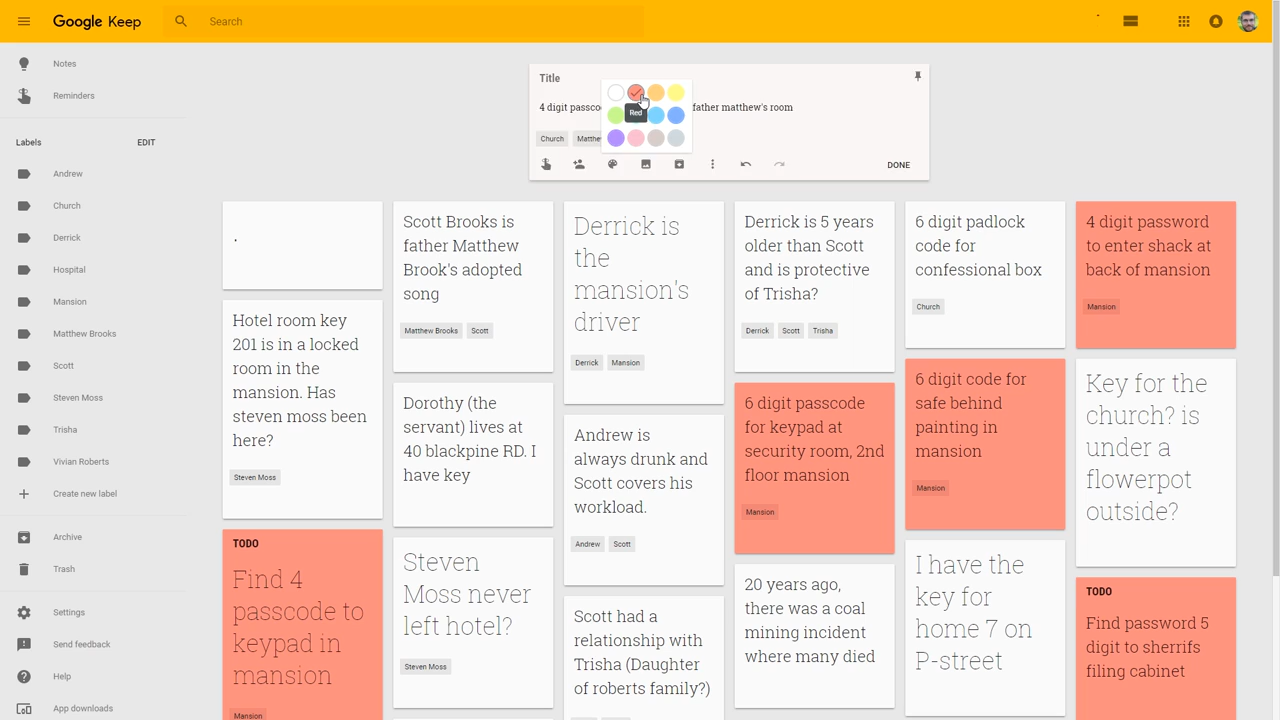 Google Keep
Search
Notes
Reminders
Labels
EDIT
Andrew
Church
Derrick
Hospital
Mansion
Matthew Brooks
Scott
Steven Moss
Trisha
Vivian Roberts
Create new label
Archive
Trash
Settings
Send feedback
Help
App downloads
Title
4 digit passco
father matthew's room
Red
Church
Matthe
DONE
.
Hotel room key
201 is in a locked
room in the
mansion. Has
steven moss been
here?
Steven Moss
TODO
Find 4
passcode to
keypad in
mansion
Mansion
Scott Brooks is
father Matthew
Brook's adopted
song
Matthew Brooks
Scott
Dorothy (the
servant) lives at
40 blackpine RD. I
have key
Steven
Moss never
left hotel?
Steven Moss
Derrick is
the
mansion's
driver
Derrick
Mansion
Andrew is
always drunk and
Scott covers his
workload.
Andrew
Scott
Scott had a
relationship with
Trisha (Daughter
of roberts family?)
Derrick is 5 years
older than Scott
and is protective
of Trisha?
Derrick
Scott
Trisha
6 digit passcode
for keypad at
security room, 2nd
floor mansion
Mansion
20 years ago,
there was a coal
mining incident
where many died
6 digit padlock
code for
confessional box
Church
6 digit code for
safe behind
painting in
mansion
Mansion
I have the
key for
home 7 on
P-street
4 digit password
to enter shack at
back of mansion
Mansion
Key for the
church? is
under a
flowerpot
outside?
TODO
Find password 5
digit to sherrifs
filing cabinet